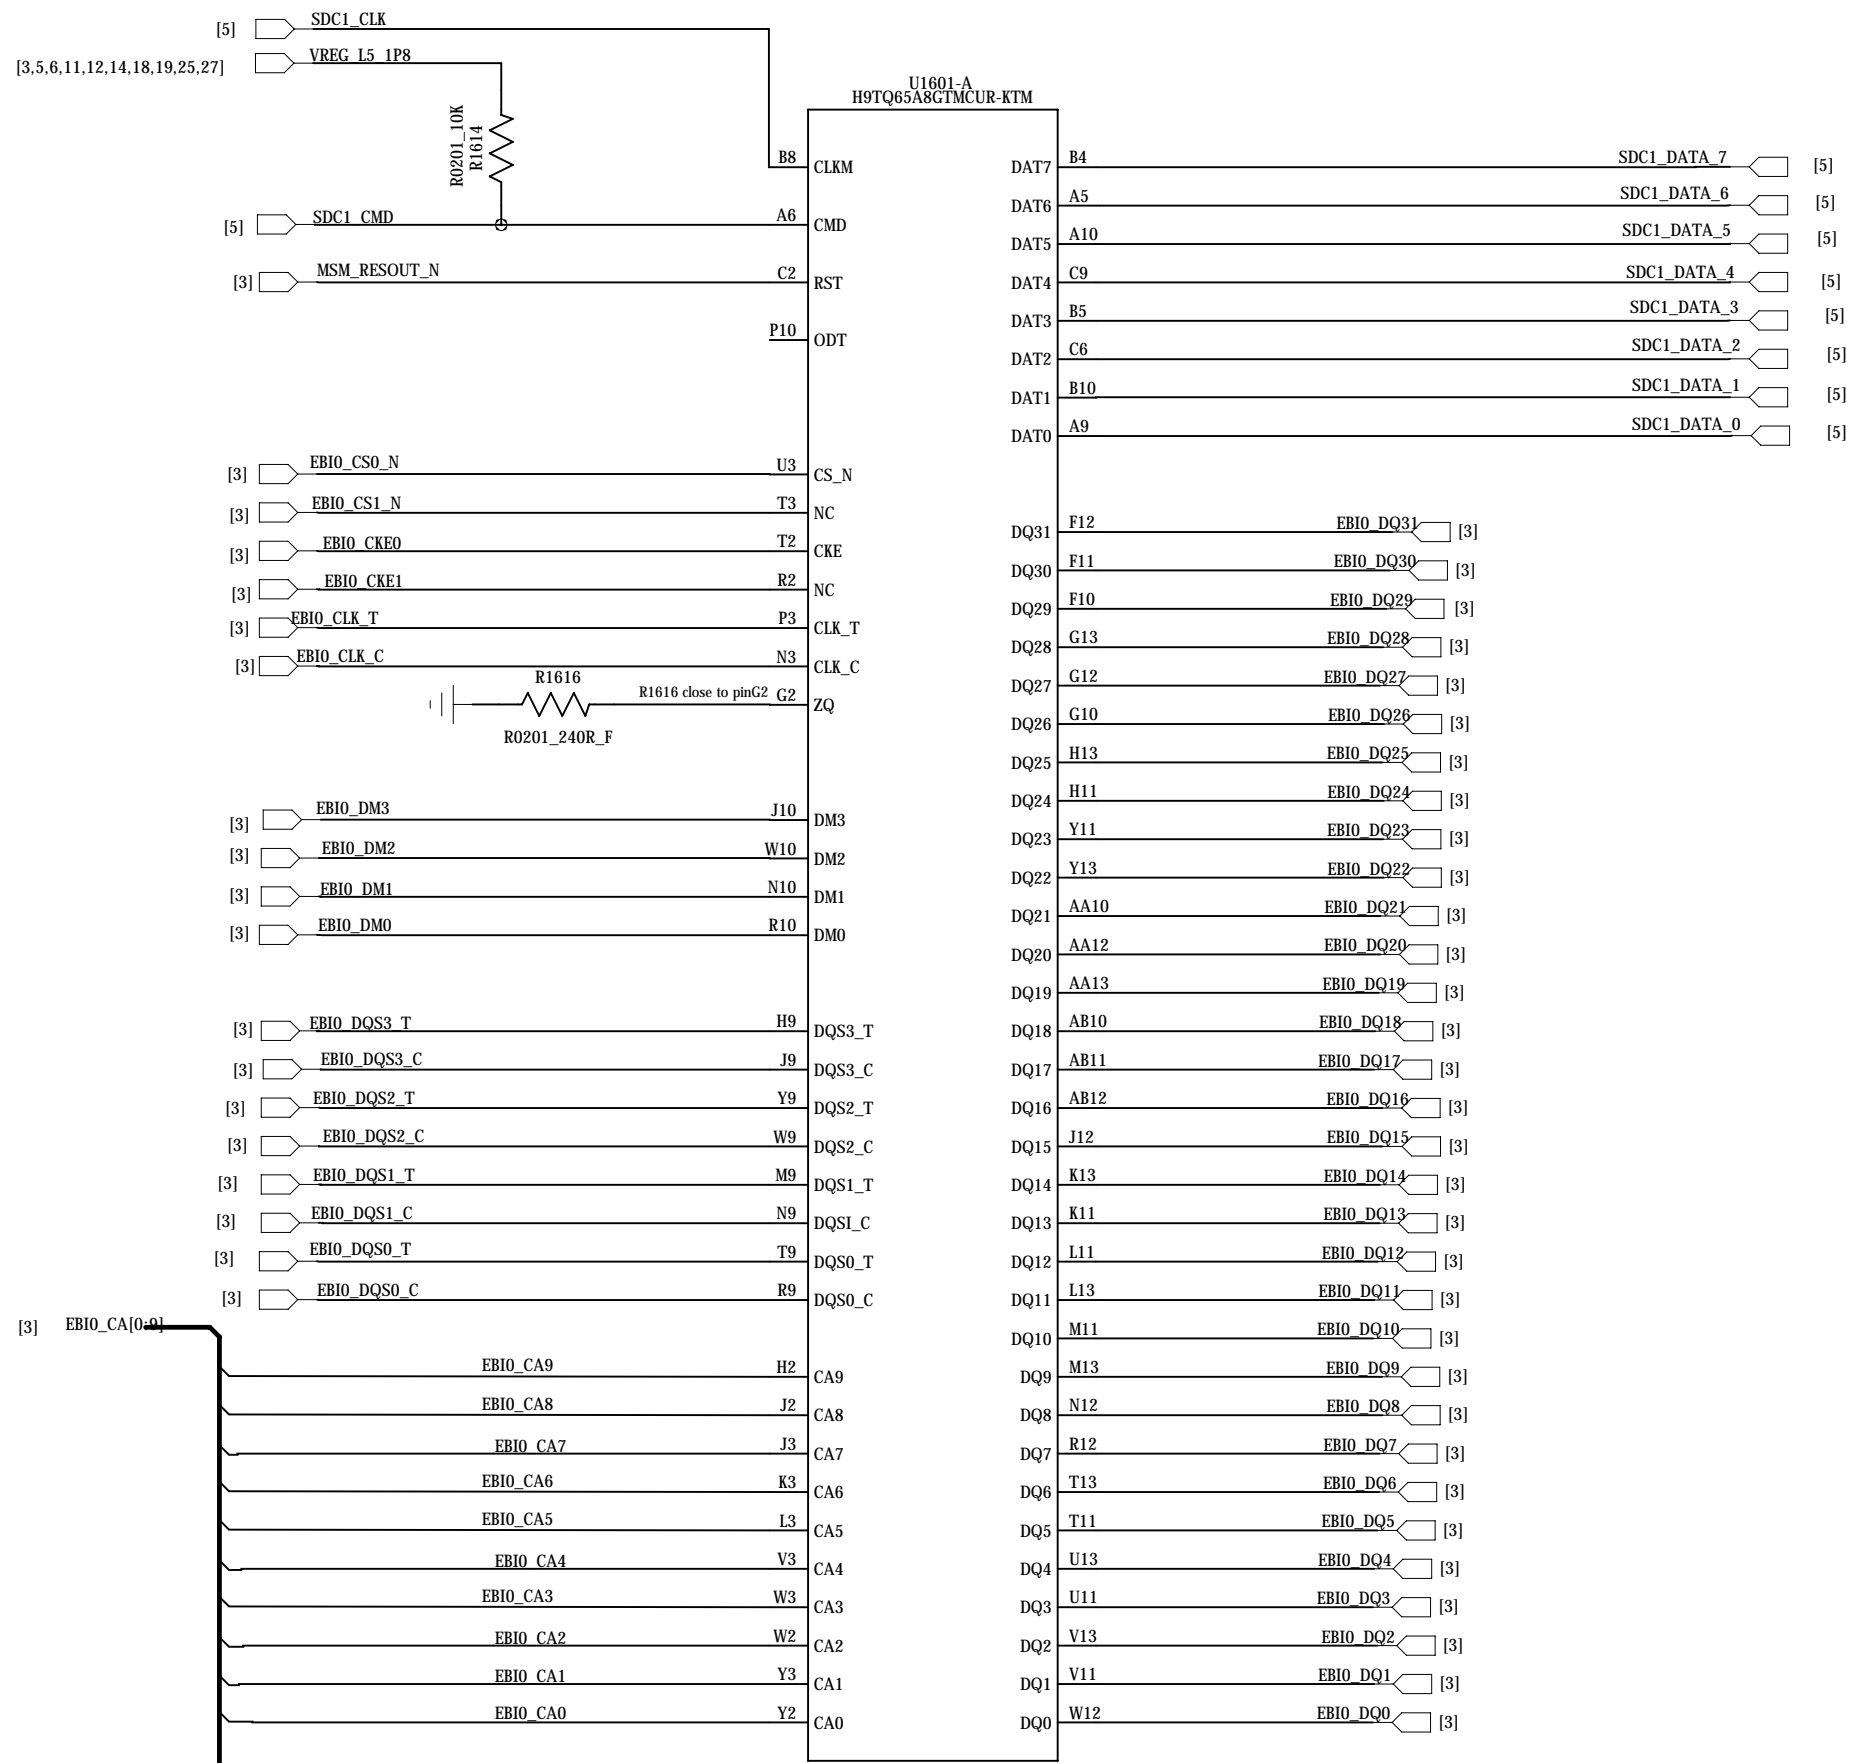 [5] SDC1_CLK
[3,5,6,11,12,14,18,19,25,27] VREG_L5_1P8
U1601-A
H9TQ65A8GTMCUR-KTM
R0201_10K
R1614
B8 CLKM DAT7 B4 SDC1_DATA_7 [5]
DAT6 A5 SDC1_DATA_6 [5]
[5] SDC1_CMD A6 CMD
DAT5 A10 SDC1_DATA_5 [5]
[3] MSM_RESOUT_N C2 RST DAT4 C9 SDC1_DATA_4 [5]
DAT3 B5 SDC1_DATA_3 [5]
P10 ODT
DAT2 C6 SDC1_DATA_2 [5]
DAT1 B10 SDC1_DATA_1 [5]
DAT0 A9 SDC1_DATA_0 [5]
[3] EBI0_CS0_N U3 CS_N
[3] EBI0_CS1_N T3 NC
DQ31 F12 EBI0_DQ31 [3]
[3] EBI0_CKE0 T2 CKE
DQ30 F11 EBI0_DQ30 [3]
[3] EBI0_CKE1 R2 NC
DQ29 F10 EBI0_DQ29 [3]
[3] EBI0_CLK_T P3 CLK_T
DQ28 G13 EBI0_DQ28 [3]
[3] EBI0_CLK_C N3 CLK_C
DQ27 G12 EBI0_DQ27 [3]
R1616
R1616 close to pinG2 G2 ZQ
R0201_240R_F
DQ26 G10 EBI0_DQ26 [3]
DQ25 H13 EBI0_DQ25 [3]
DQ24 H11 EBI0_DQ24 [3]
[3] EBI0_DM3 J10 DM3
DQ23 Y11 EBI0_DQ23 [3]
[3] EBI0_DM2 W10 DM2
DQ22 Y13 EBI0_DQ22 [3]
[3] EBI0_DM1 N10 DM1
DQ21 AA10 EBI0_DQ21 [3]
[3] EBI0_DM0 R10 DM0
DQ20 AA12 EBI0_DQ20 [3]
DQ19 AA13 EBI0_DQ19 [3]
[3] EBI0_DQS3_T H9 DQS3_T DQ18 AB10 EBI0_DQ18 [3]
[3] EBI0_DQS3_C J9 DQS3_C DQ17 AB11 EBI0_DQ17 [3]
[3] EBI0_DQS2_T Y9 DQS2_T DQ16 AB12 EBI0_DQ16 [3]
[3] EBI0_DQS2_C W9 DQS2_C DQ15 J12 EBI0_DQ15 [3]
[3] EBI0_DQS1_T M9 DQS1_T DQ14 K13 EBI0_DQ14 [3]
[3] EBI0_DQS1_C N9 DQSI_C DQ13 K11 EBI0_DQ13 [3]
[3] EBI0_DQS0_T T9 DQS0_T DQ12 L11 EBI0_DQ12 [3]
[3] EBI0_DQS0_C R9 DQS0_C DQ11 L13 EBI0_DQ11 [3]
[3] EBI0_CA[0:9]
DQ10 M11 EBI0_DQ10 [3]
EBI0_CA9 H2 CA9 DQ9 M13 EBI0_DQ9 [3]
EBI0_CA8 J2 CA8 DQ8 N12 EBI0_DQ8 [3]
EBI0_CA7 J3 CA7 DQ7 R12 EBI0_DQ7 [3]
EBI0_CA6 K3 CA6 DQ6 T13 EBI0_DQ6 [3]
EBI0_CA5 L3 CA5 DQ5 T11 EBI0_DQ5 [3]
EBI0_CA4 V3 CA4 DQ4 U13 EBI0_DQ4 [3]
EBI0_CA3 W3 CA3 DQ3 U11 EBI0_DQ3 [3]
EBI0_CA2 W2 CA2 DQ2 V13 EBI0_DQ2 [3]
EBI0_CA1 Y3 CA1 DQ1 V11 EBI0_DQ1 [3]
EBI0_CA0 Y2 CA0 DQ0 W12 EBI0_DQ0 [3]